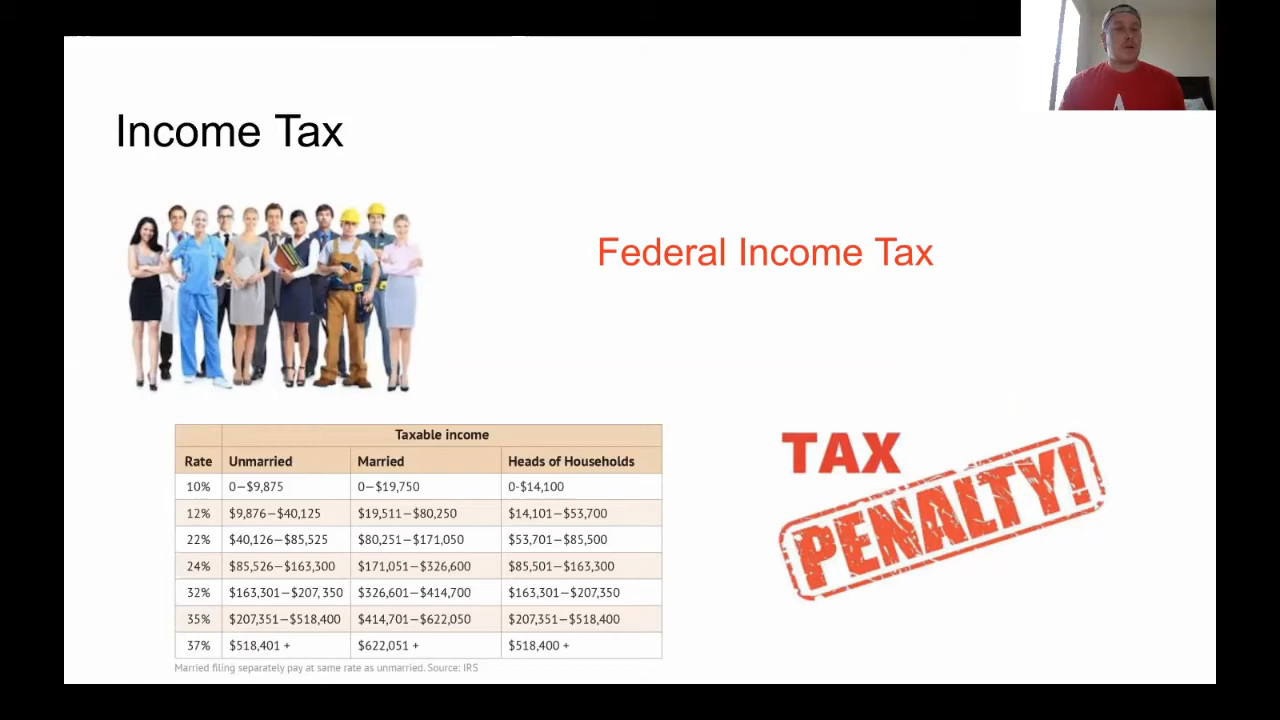 Income Tax
Federal Income Tax
Taxable income
Rate Unmarried Married Heads of Households
10% 0—$9,875 0—$19,750 0-$14,100
12% $9,876—$40,125 $19,511—$80,250 $14,101—$53,700
22% $40,126—$85,525 $80,251—$171,050 $53,701—$85,500
24% $85,526—$163,300 $171,051—$326,600 $85,501—$163,300
32% $163,301—$207,350 $326,601—$414,700 $163,301—$207,350
35% $207,351—$518,400 $414,701—$622,050 $207,351—$518,400
37% $518,401 + $622,051 + $518,400 +
Married filing separately pay at same rate as unmarried. Source: IRS
TAX
PENALTY!